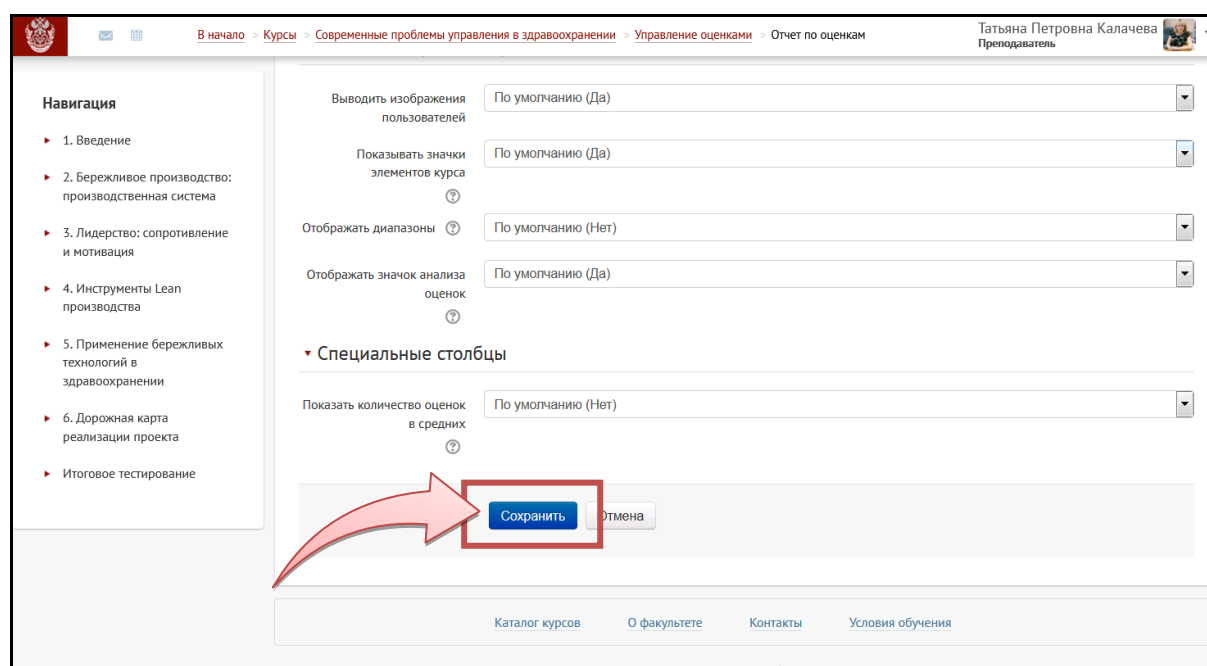 В начало > Курсы > Современные проблемы управления в здравоохранении > Управление оценками > Отчет по оценкам
Татьяна Петровна Калачева
Преподаватель
Навигация
1. Введение
2. Бережливое производство:
производственная система
3. Лидерство: сопротивление
и мотивация
4. Инструменты Lean
производства
5. Применение бережливых
технологий в
здравоохранении
6. Дорожная карта
реализации проекта
Итоговое тестирование
Выводить изображения
пользователей
По умолчанию (Да)
Показывать значки
элементов курса
По умолчанию (Да)
Отображать диапазоны
По умолчанию (Нет)
Отображать значок анализа
оценок
По умолчанию (Да)
Специальные столбцы
Показать количество оценок
в средних
По умолчанию (Нет)
Сохранить
Отмена
Каталог курсов О факультете Контакты Условия обучения